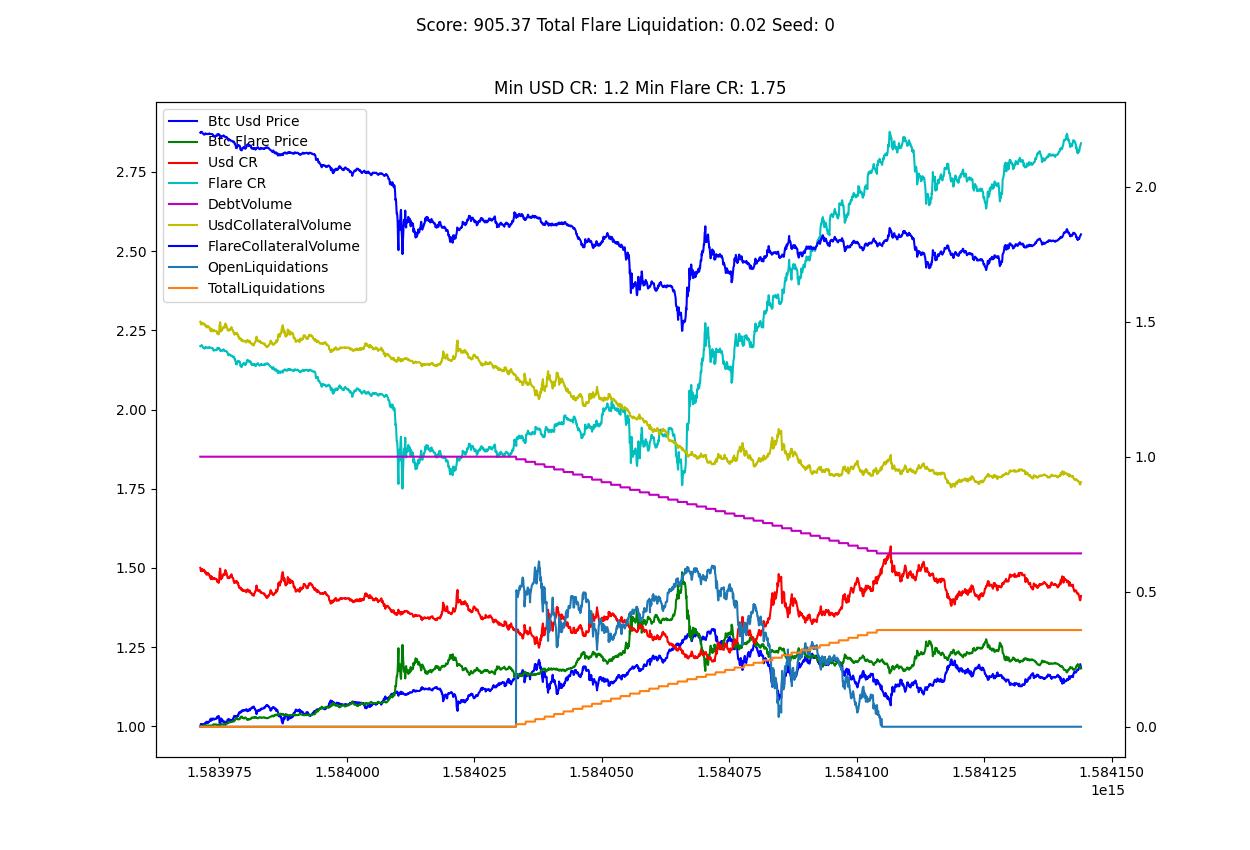 Score: 905.37 Total Flare Liquidation: 0.02 Seed: 0
Min USD CR: 1.2 Min Flare CR: 1.75
Btc Usd Price
Btc Flare Price
Usd CR
Flare CR
DebtVolume
UsdCollateralVolume
FlareCollateralVolume
OpenLiquidations
TotalLiquidations
2.75
2.50
2.25
2.00
1.75
1.50
1.25
1.00
2.0
1.5
1.0
0.5
0.0
1.583975 1.584000 1.584025 1.584050 1.584075 1.584100 1.584125 1.584150
1e15